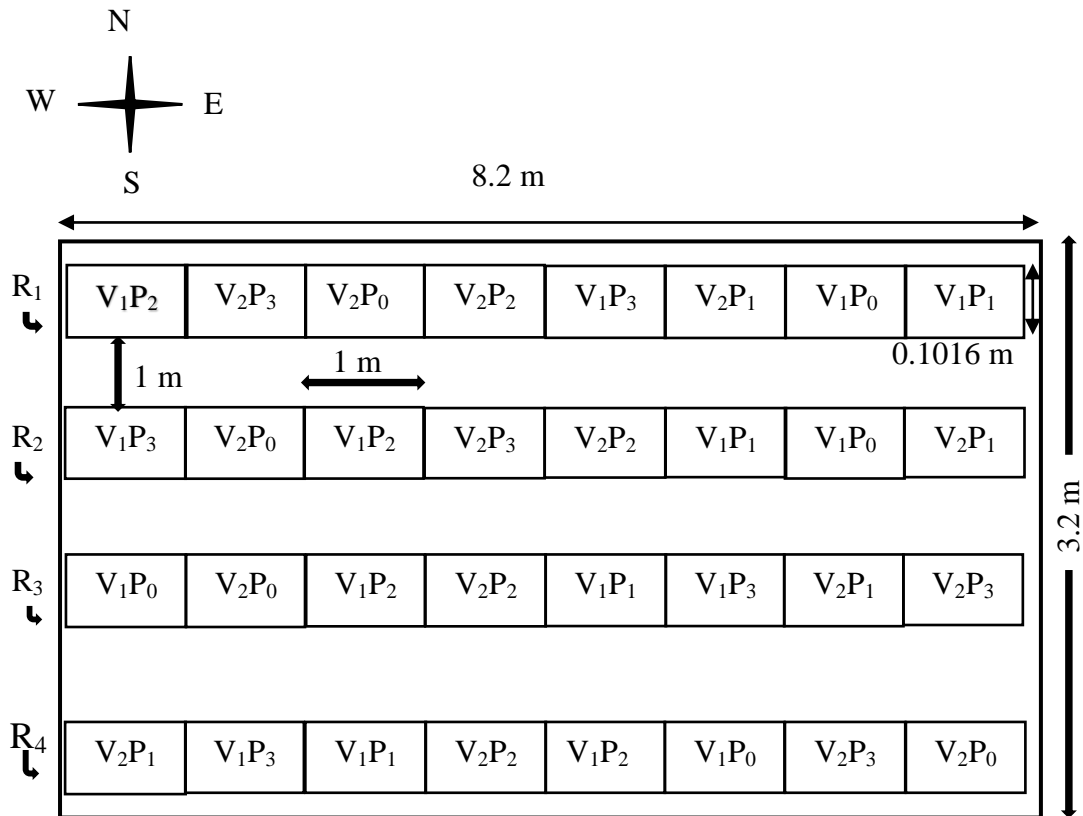 N
W E
S
8.2 m
R₁ V₁P₂ V₂P₃ V₂P₀ V₂P₂ V₁P₃ V₂P₁ V₁P₀ V₁P₁
0.1016 m
1 m 1 m
R₂ V₁P₃ V₂P₀ V₁P₂ V₂P₃ V₂P₂ V₁P₁ V₁P₀ V₂P₁
3.2 m
R₃ V₁P₀ V₂P₀ V₁P₂ V₂P₂ V₁P₁ V₁P₃ V₂P₁ V₂P₃
R₄ V₂P₁ V₁P₃ V₁P₁ V₂P₂ V₁P₂ V₁P₀ V₂P₃ V₂P₀